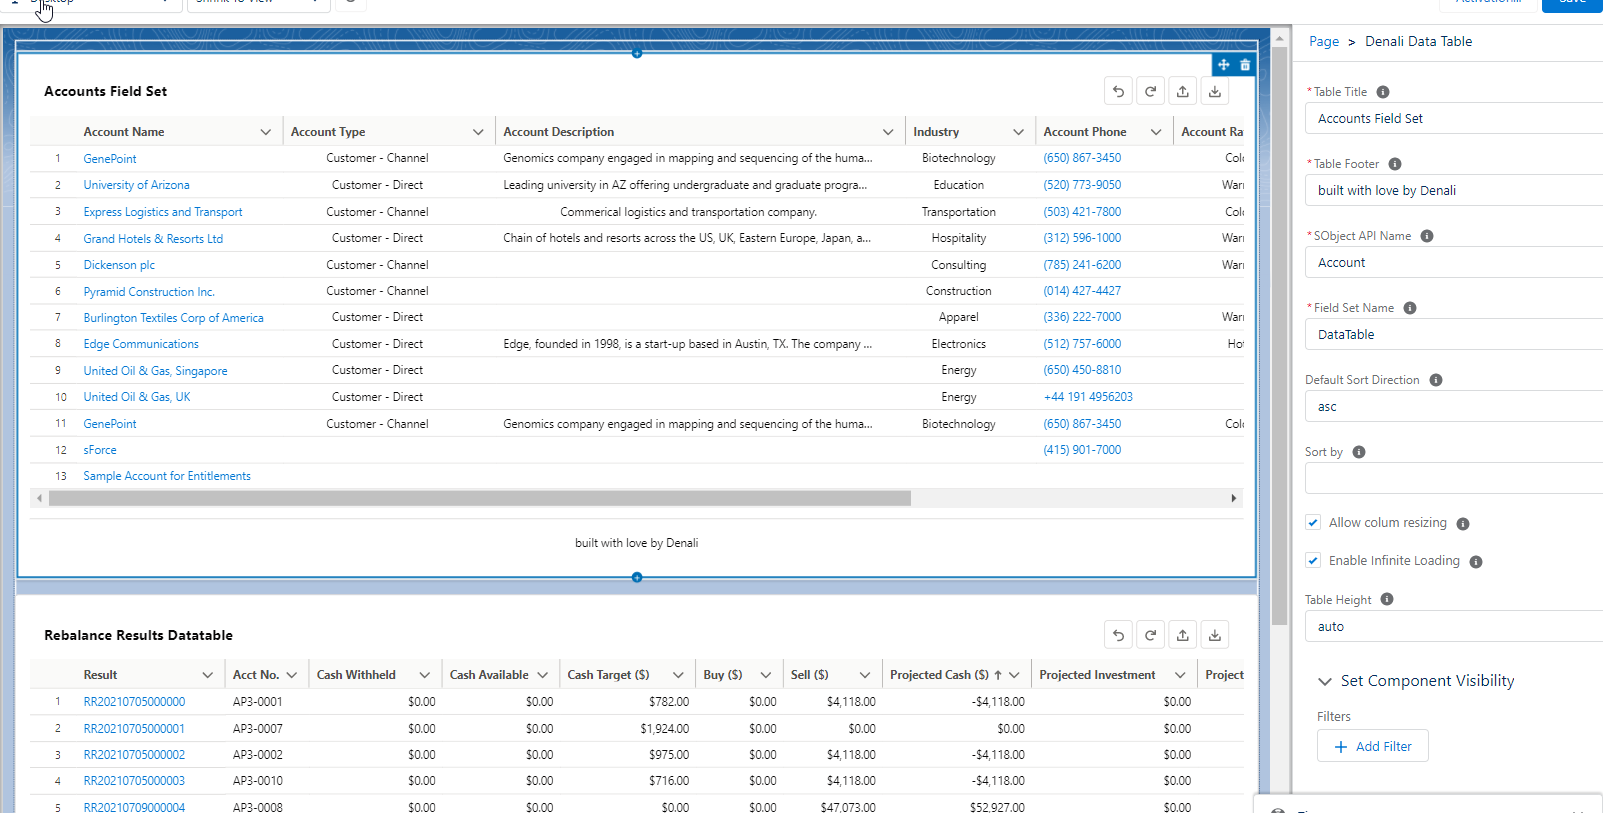 Desktop Shrink To View Activation... Save
Page > Denali Data Table
Accounts Field Set
Account Name Account Type Account Description Industry Account Phone Account Ra
1 GenePoint Customer - Channel Genomics company engaged in mapping and sequencing of the huma... Biotechnology (650) 867-3450 Col
2 University of Arizona Customer - Direct Leading university in AZ offering undergraduate and graduate progra... Education (520) 773-9050 War
3 Express Logistics and Transport Customer - Channel Commerical logistics and transportation company. Transportation (503) 421-7800 Col
4 Grand Hotels & Resorts Ltd Customer - Direct Chain of hotels and resorts across the US, UK, Eastern Europe, Japan, a... Hospitality (312) 596-1000 War
5 Dickenson plc Customer - Channel Consulting (785) 241-6200 War
6 Pyramid Construction Inc. Customer - Channel Construction (014) 427-4427
7 Burlington Textiles Corp of America Customer - Direct Apparel (336) 222-7000 War
8 Edge Communications Customer - Direct Edge, founded in 1998, is a start-up based in Austin, TX. The company ... Electronics (512) 757-6000 Ho
9 United Oil & Gas, Singapore Customer - Direct Energy (650) 450-8810
10 United Oil & Gas, UK Customer - Direct Energy +44 191 4956203
11 GenePoint Customer - Channel Genomics company engaged in mapping and sequencing of the huma... Biotechnology (650) 867-3450 Col
12 sForce (415) 901-7000
13 Sample Account for Entitlements
built with love by Denali
Rebalance Results Datatable
Result Acct No. Cash Withheld Cash Available Cash Target ($) Buy ($) Sell ($) Projected Cash ($) ↑ Projected Investment Project
1 RR20210705000000 AP3-0001 $0.00 $0.00 $782.00 $0.00 $4,118.00 -$4,118.00 $0.00
2 RR20210705000001 AP3-0007 $0.00 $0.00 $1,924.00 $0.00 $0.00 $0.00 $0.00
3 RR20210705000002 AP3-0002 $0.00 $0.00 $975.00 $0.00 $4,118.00 -$4,118.00 $0.00
4 RR20210705000003 AP3-0010 $0.00 $0.00 $716.00 $0.00 $4,118.00 -$4,118.00 $0.00
5 RR20210709000004 AP3-0008 $0.00 $0.00 $0.00 $0.00 $47,073.00 $52,927.00 $0.00
*Table Title
Accounts Field Set
*Table Footer
built with love by Denali
*SObject API Name
Account
*Field Set Name
DataTable
Default Sort Direction
asc
Sort by
Allow colum resizing
Enable Infinite Loading
Table Height
auto
Set Component Visibility
Filters
+ Add Filter